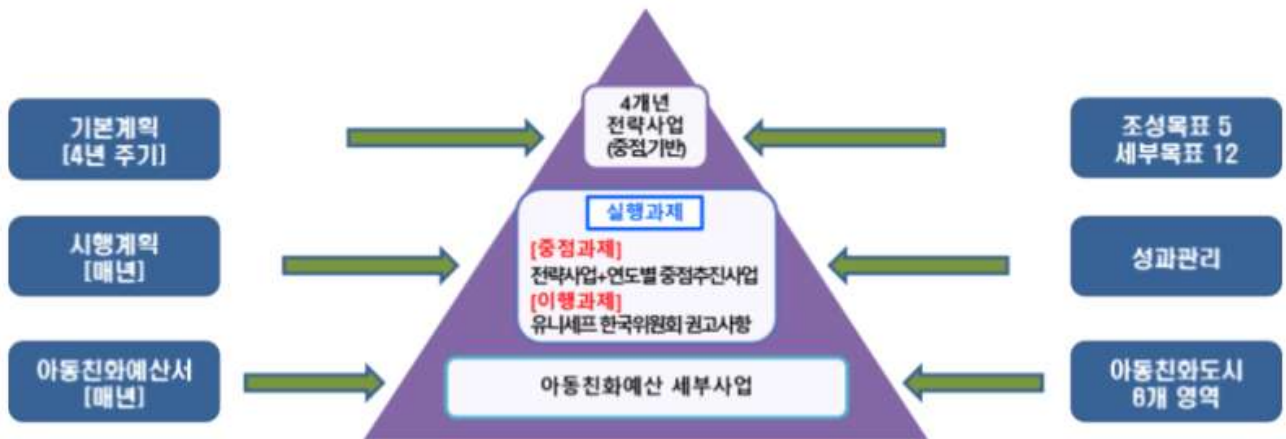 기본계획
[4년 주기]
4개년
전략사업
(중점,기반)
조성목표 5
세부목표 12
시행계획
[매년]
실행과제
[중점과제]
전략사업+연도별 중점추진사업
[이행과제]
유니세프 한국위원회 권고사항
성과관리
아동친화예산서
[매년]
아동친화예산 세부사업
아동친화도시
6개 영역